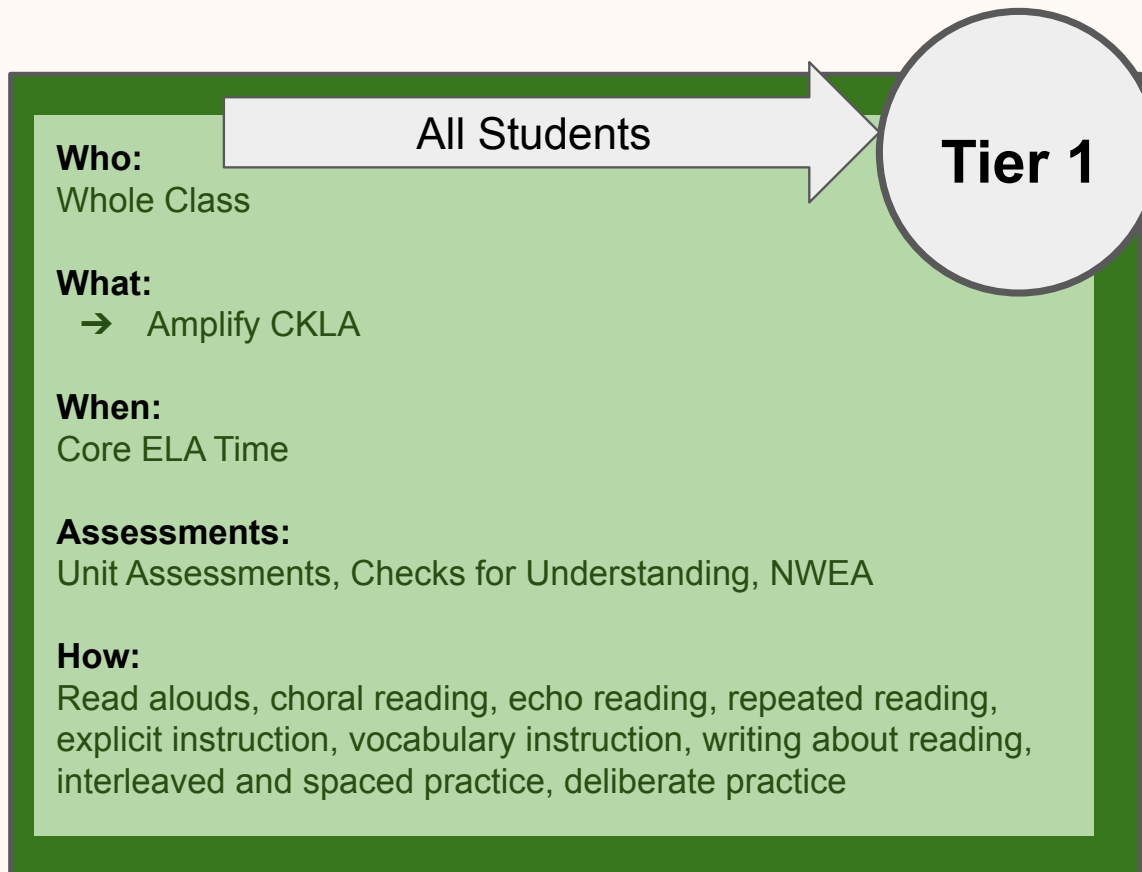 All Students
Tier 1
Who:
Whole Class
What:
➔ Amplify CKLA
When:
Core ELA Time
Assessments:
Unit Assessments, Checks for Understanding, NWEA
How:
Read alouds, choral reading, echo reading, repeated reading,
explicit instruction, vocabulary instruction, writing about reading,
interleaved and spaced practice, deliberate practice